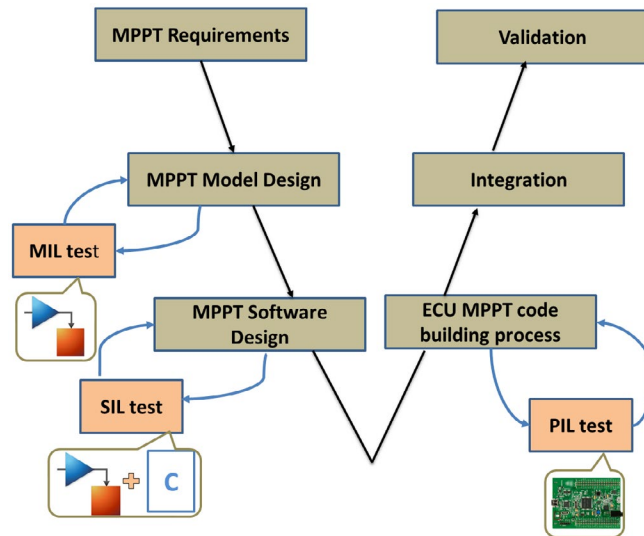 MPPT Requirements
Validation
MPPT Model Design
Integration
MIL test
MPPT Software
Design
ECU MPPT code
building process
SIL test
PIL test
C